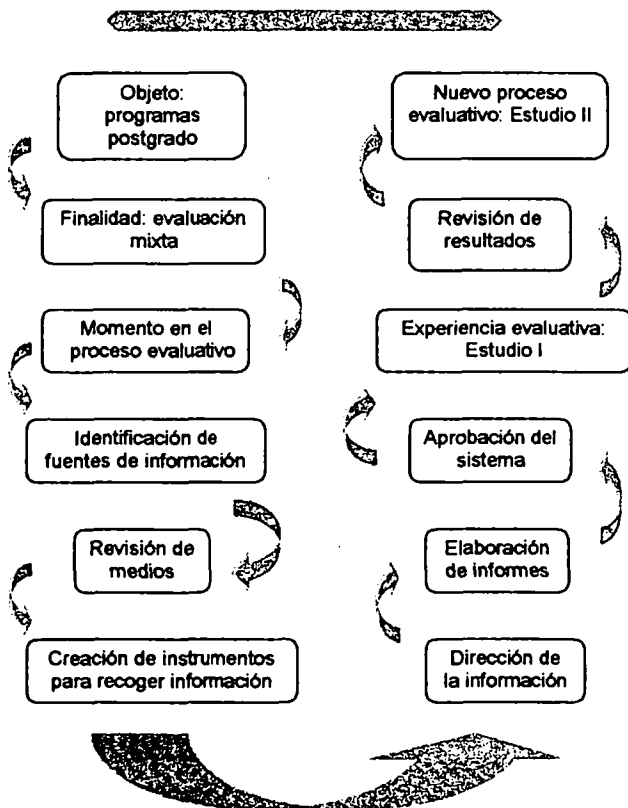 Objeto:
programas
postgrado
Finalidad: evaluación
mixta
Momento en el
proceso evaluativo
Identificación de
fuentes de información
Revisión de
medios
Creación de instrumentos
para recoger información
Nuevo proceso
evaluativo: Estudio II
Revisión de
resultados
Experiencia evaluativa:
Estudio I
Aprobación del
sistema
Elaboración
de informes
Dirección de
la información